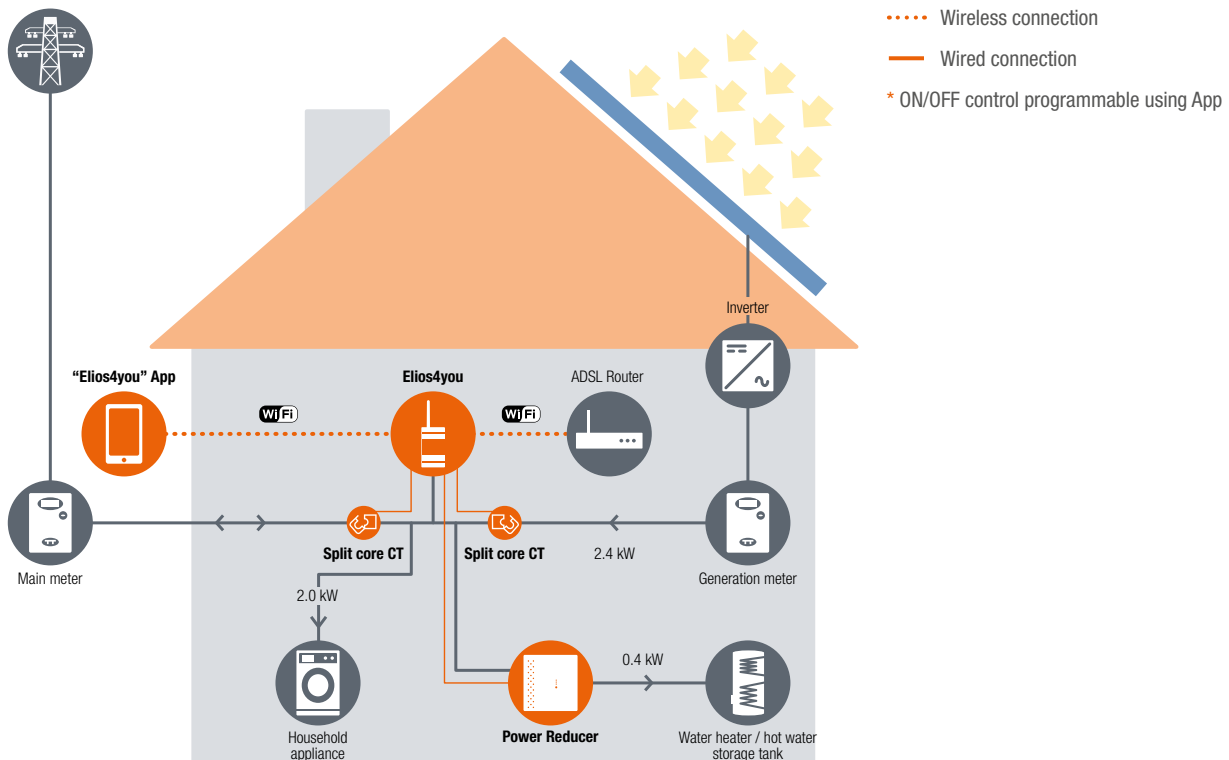 Wireless connection
Wired connection
* ON/OFF control programmable using App
Inverter
“Elios4you” App
Elios4you
ADSL Router
WiFi
WiFi
Split core CT
Split core CT
2.4 kW
Main meter
Generation meter
2.0 kW
0.4 kW
Household
appliance
Power Reducer
Water heater / hot water
storage tank